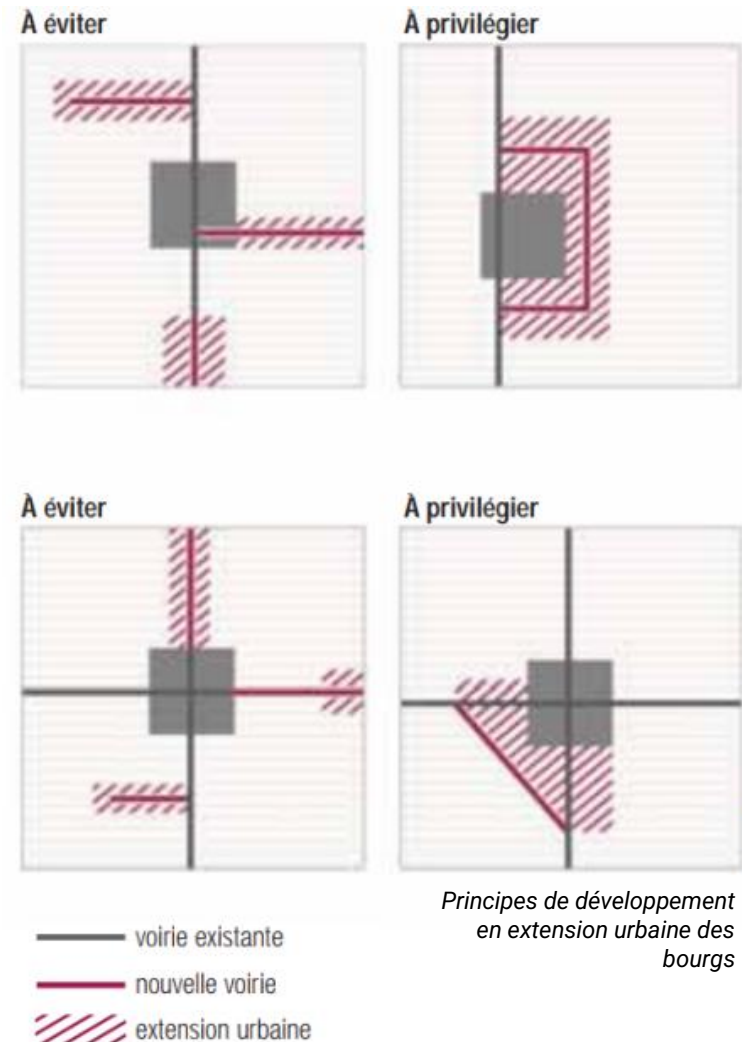 À éviter
À privilégier
À éviter
À privilégier
Principes de développement
en extension urbaine des
bourgs
voirie existante
nouvelle voirie
extension urbaine